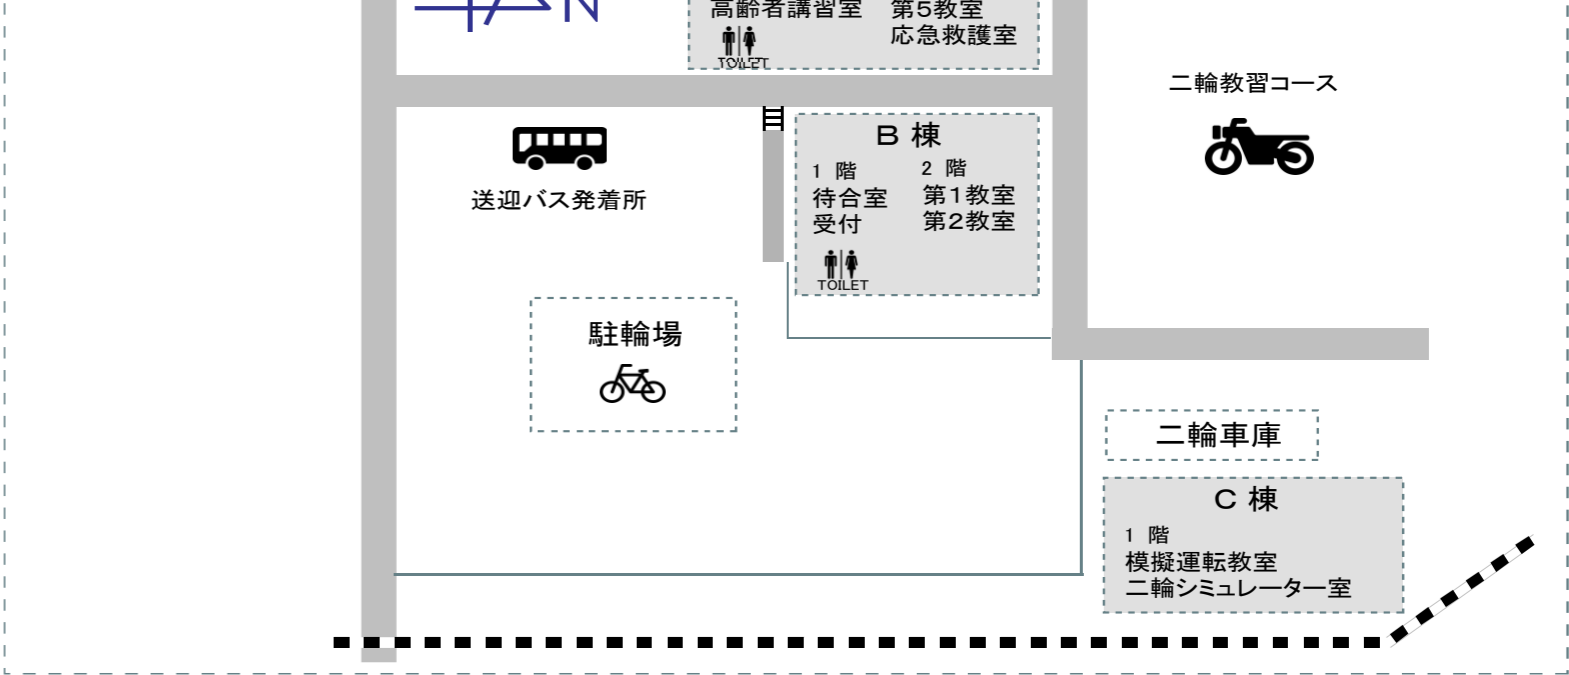 N
高齢者講習室
第5教室
応急救護室
TOILET
二輪教習コース
送迎バス発着所
B 棟
1 階
待合室
受付
2 階
第1教室
第2教室
TOILET
駐輪場
二輪車庫
C 棟
1 階
模擬運転教室
二輪シミュレーター室